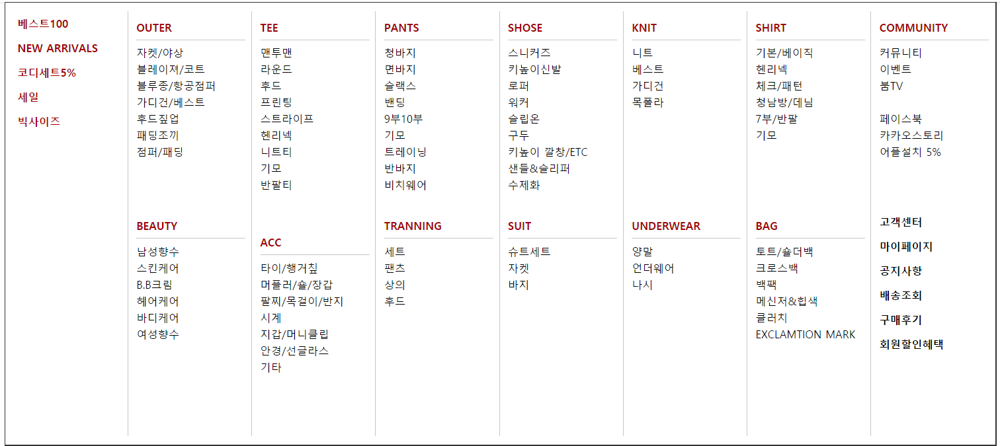 베스트100
NEW ARRIVALS
코디세트5%
세일
빅사이즈
OUTER
자켓/야상
블레이져/코트
블루종/항공점퍼
가디건/베스트
후드짚업
패딩조끼
점퍼/패딩
TEE
맨투맨
라운드
후드
프린팅
스트라이프
헨리넥
니트티
기모
반팔티
PANTS
청바지
면바지
슬랙스
밴딩
9부10부
기모
트레이닝
반바지
비치웨어
SHOSE
스니커즈
키높이신발
로퍼
워커
슬립온
구두
키높이 깔창/ETC
샌들&슬리퍼
수제화
KNIT
니트
베스트
가디건
목폴라
SHIRT
기본/베이직
헨리넥
체크/패턴
청남방/데님
7부/반팔
기모
COMMUNITY
커뮤니티
이벤트
붐TV
페이스북
카카오스토리
어플설치 5%
BEAUTY
남성향수
스킨케어
B.B크림
헤어케어
바디케어
여성향수
ACC
타이/행거칲
머플러/숄/장갑
팔찌/목걸이/반지
시계
지갑/머니클립
안경/선글라스
기타
TRANNING
세트
팬츠
상의
후드
SUIT
슈트세트
자켓
바지
UNDERWEAR
양말
언더웨어
나시
BAG
토트/숄더백
크로스백
백팩
메신저&힙색
클러치
EXCLAMTION MARK
고객센터
마이페이지
공지사항
배송조회
구매후기
회원할인혜택